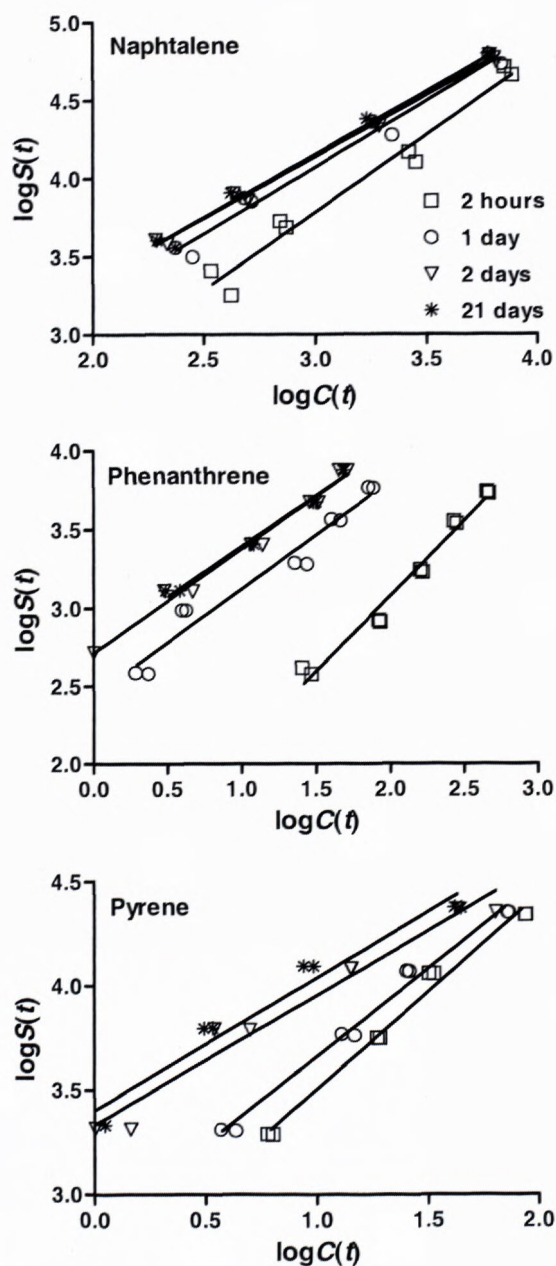 Naphtalene
5.0
4.5
4.0
3.5
3.0
logS(t)
2.0 2.5 3.0 3.5 4.0
logC(t)
2 hours
1 day
2 days
21 days
Phenanthrene
4.0
3.5
3.0
2.5
2.0
logS(t)
0.0 0.5 1.0 1.5 2.0 2.5 3.0
logC(t)
Pyrene
4.5
4.0
3.5
3.0
logS(t)
0.0 0.5 1.0 1.5 2.0
logC(t)